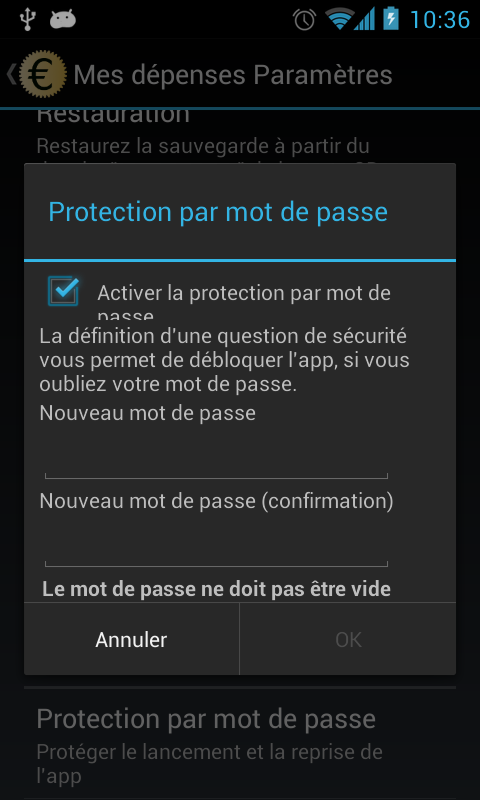 10:36
€ Mes dépenses Paramètres
Restauration
Restaurez la sauvegarde à partir du
Protection par mot de passe
Activer la protection par mot de
passe
La définition d'une question de sécurité
vous permet de débloquer l'app, si vous
oubliez votre mot de passe.
Nouveau mot de passe
Nouveau mot de passe (confirmation)
Le mot de passe ne doit pas être vide
Annuler
OK
Protection par mot de passe
Protéger le lancement et la reprise de
l'app